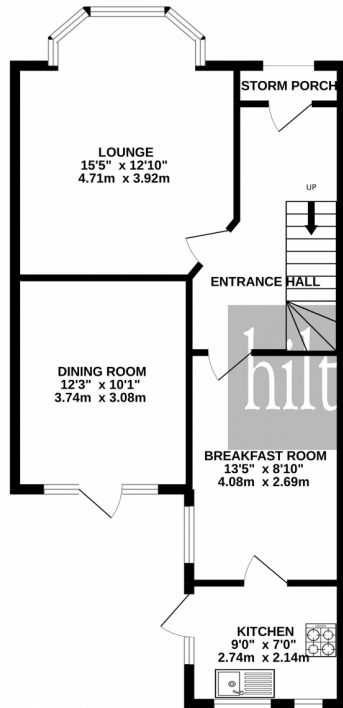 STORM PORCH
LOUNGE
15'5" x 12'10"
4.71m x 3.92m
UP
ENTRANCE HALL
hilt
DINING ROOM
12'3" x 10'1"
3.74m x 3.08m
BREAKFAST ROOM
13'5" x 8'10"
4.08m x 2.69m
KITCHEN
9'0" x 7'0"
2.74m x 2.14m